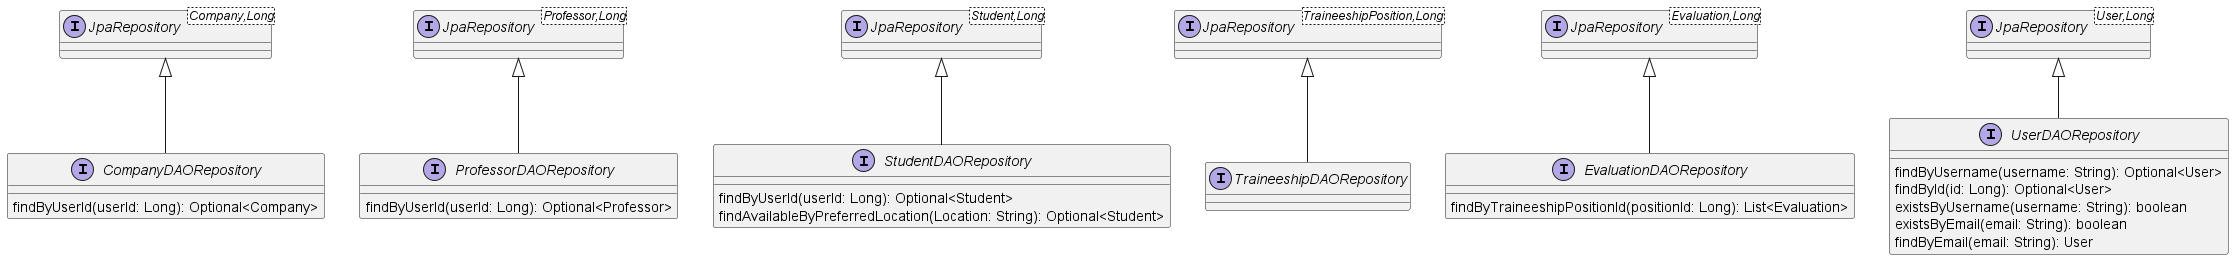 I JpaRepository Company,Long
I CompanyDAORepository
findByUserId(userId: Long): Optional<Company>
I JpaRepository Professor,Long
I ProfessorDAORepository
findByUserId(userId: Long): Optional<Professor>
I JpaRepository Student,Long
I StudentDAORepository
findByUserId(userId: Long): Optional<Student>
findAvailableByPreferredLocation(Location: String): Optional<Student>
I JpaRepository TraineeshipPosition,Long
I TraineeshipDAORepository
I JpaRepository Evaluation,Long
I EvaluationDAORepository
findByTraineeshipPositionId(positionId: Long): List<Evaluation>
I JpaRepository User,Long
I UserDAORepository
findByUsername(username: String): Optional<User>
findById(id: Long): Optional<User>
existsByUsername(username: String): boolean
existsByEmail(email: String): boolean
findByEmail(email: String): User